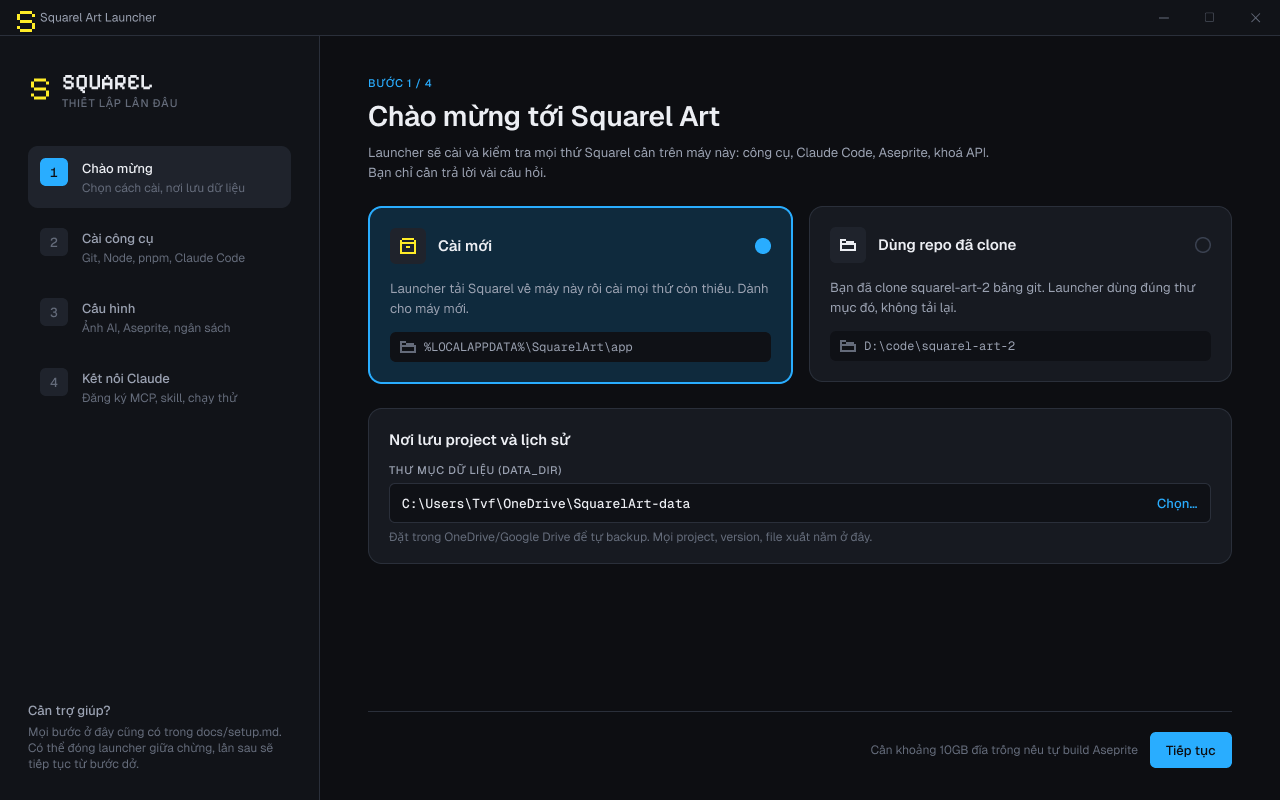 Squarel Art Launcher
SQUAREL
THIẾT LẬP LẦN ĐẦU
1
Chào mừng
Chọn cách cài, nơi lưu dữ liệu
2
Cài công cụ
Git, Node, pnpm, Claude Code
3
Cấu hình
Ảnh AI, Aseprite, ngân sách
4
Kết nối Claude
Đăng ký MCP, skill, chạy thử
Cần trợ giúp?
Mọi bước ở đây cũng có trong docs/setup.md.
Có thể đóng launcher giữa chừng, lần sau sẽ
tiếp tục từ bước dở.
BƯỚC 1 / 4
Chào mừng tới Squarel Art
Launcher sẽ cài và kiểm tra mọi thứ Squarel cần trên máy này: công cụ, Claude Code, Aseprite, khoá API.
Bạn chỉ cần trả lời vài câu hỏi.
Cài mới
Launcher tải Squarel về máy này rồi cài mọi thứ còn thiếu. Dành
cho máy mới.
%LOCALAPPDATA%\SquarelArt\app
Dùng repo đã clone
Bạn đã clone squarel-art-2 bằng git. Launcher dùng đúng thư
mục đó, không tải lại.
D:\code\squarel-art-2
Nơi lưu project và lịch sử
THƯ MỤC DỮ LIỆU (DATA_DIR)
C:\Users\Tvf\OneDrive\SquarelArt-data
Chọn…
Đặt trong OneDrive/Google Drive để tự backup. Mọi project, version, file xuất nằm ở đây.
Cần khoảng 10GB đĩa trống nếu tự build Aseprite
Tiếp tục